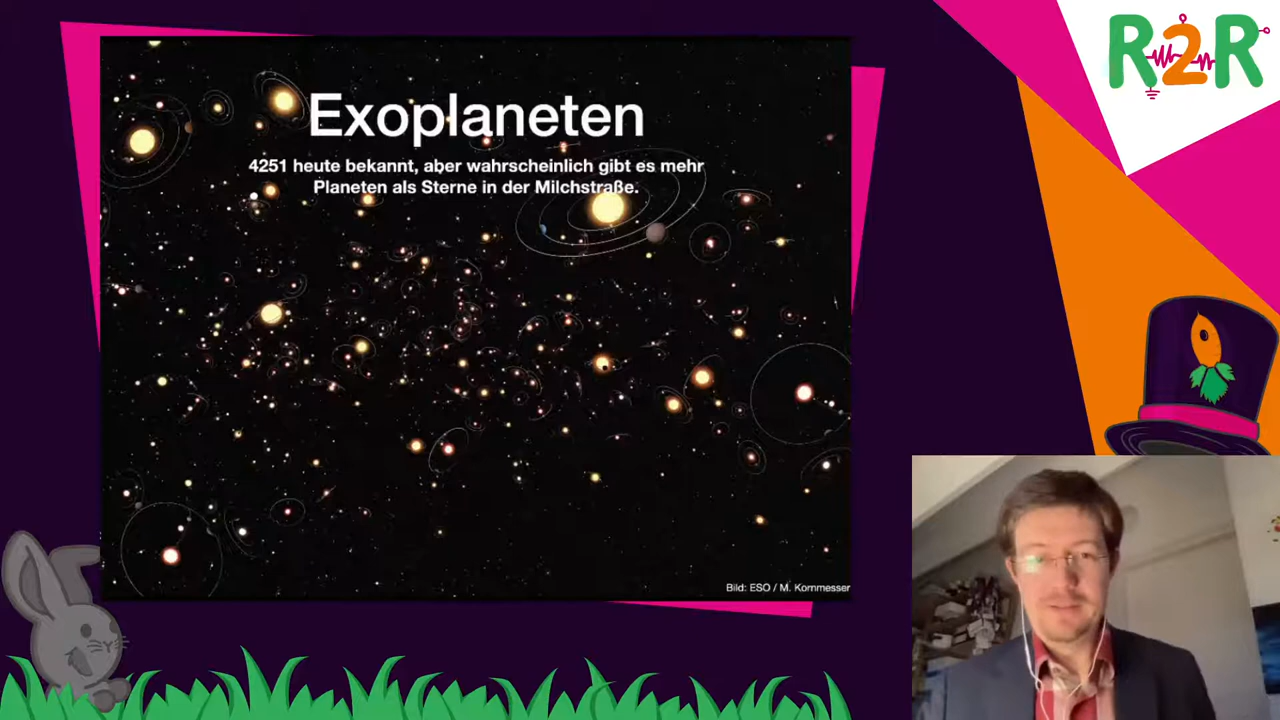 Exoplaneten
4251 heute bekannt, aber wahrscheinlich gibt es mehr
Planeten als Sterne in der Milchstraße.
Bild: ESO / M. Kornmesser
R2R